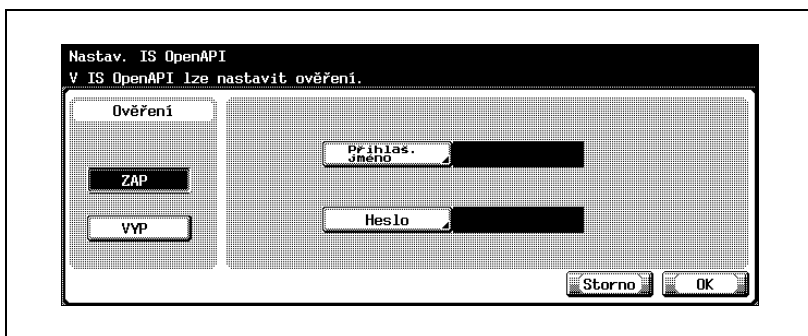 Nastav. IS OpenAPI
V IS OpenAPI lze nastavit ověření.
Ověření
ZAP
VYP
Přihlaš.
jméno
Heslo
Storno
OK